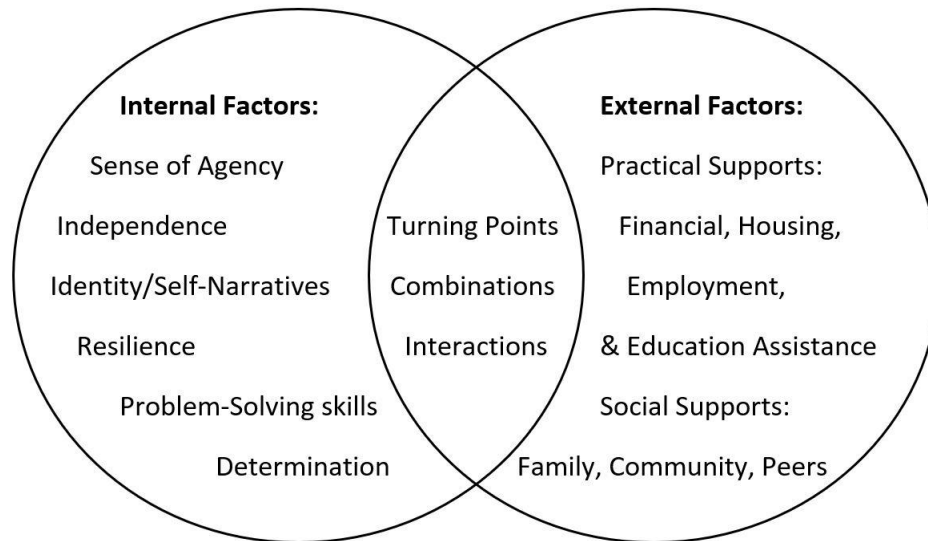 Internal Factors:
Sense of Agency
Independence
Identity/Self-Narratives
Resilience
Problem-Solving skills
Determination
Turning Points
Combinations
Interactions
External Factors:
Practical Supports:
Financial, Housing,
Employment,
& Education Assistance
Social Supports:
Family, Community, Peers